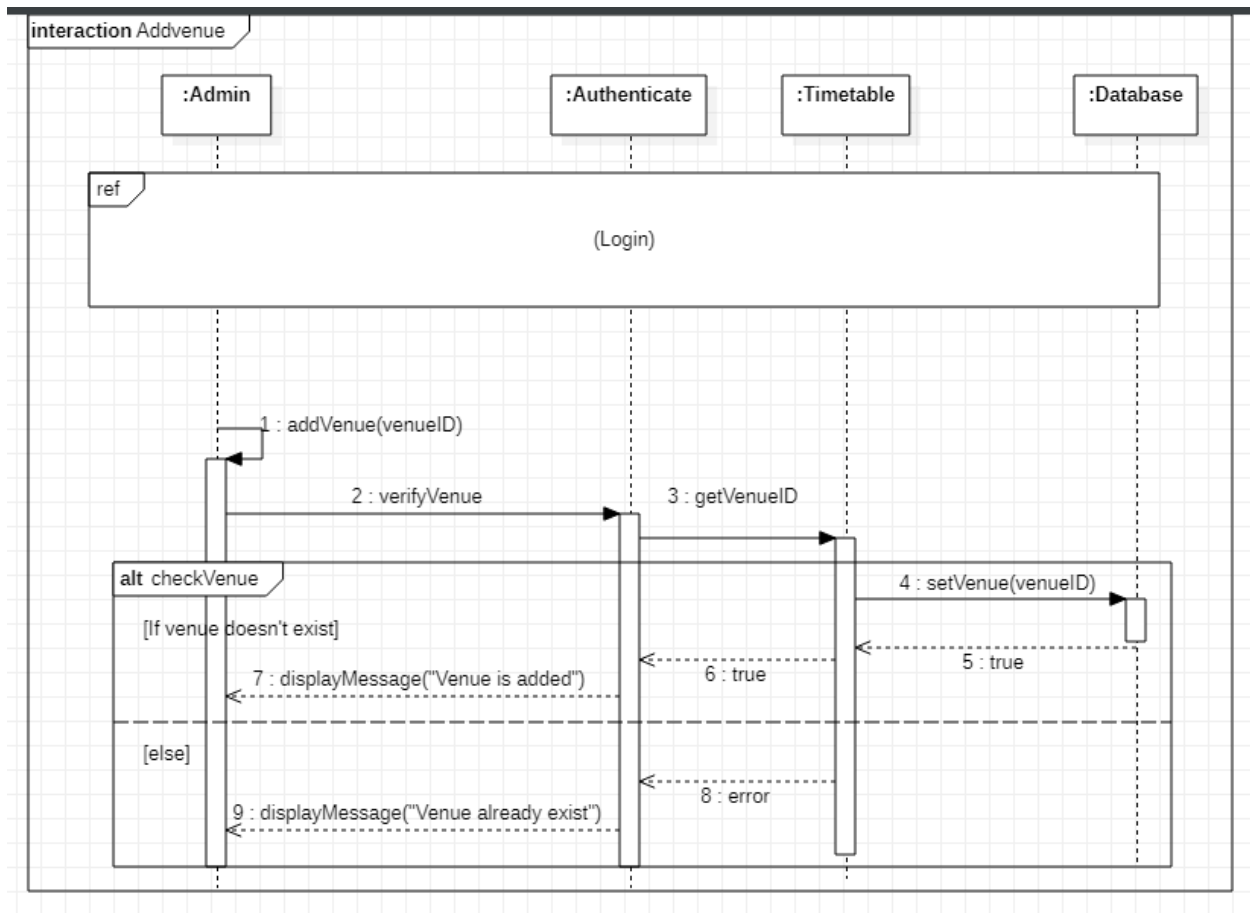 interaction Addvenue
:Admin
:Authenticate
:Timetable
:Database
ref
(Login)
1 : addVenue(venueID)
2 : verifyVenue
3 : getVenueID
alt checkVenue
4 : setVenue(venueID)
[If venue doesn't exist]
5 : true
6 : true
7 : displayMessage("Venue is added")
[else]
8 : error
9 : displayMessage("Venue already exist")